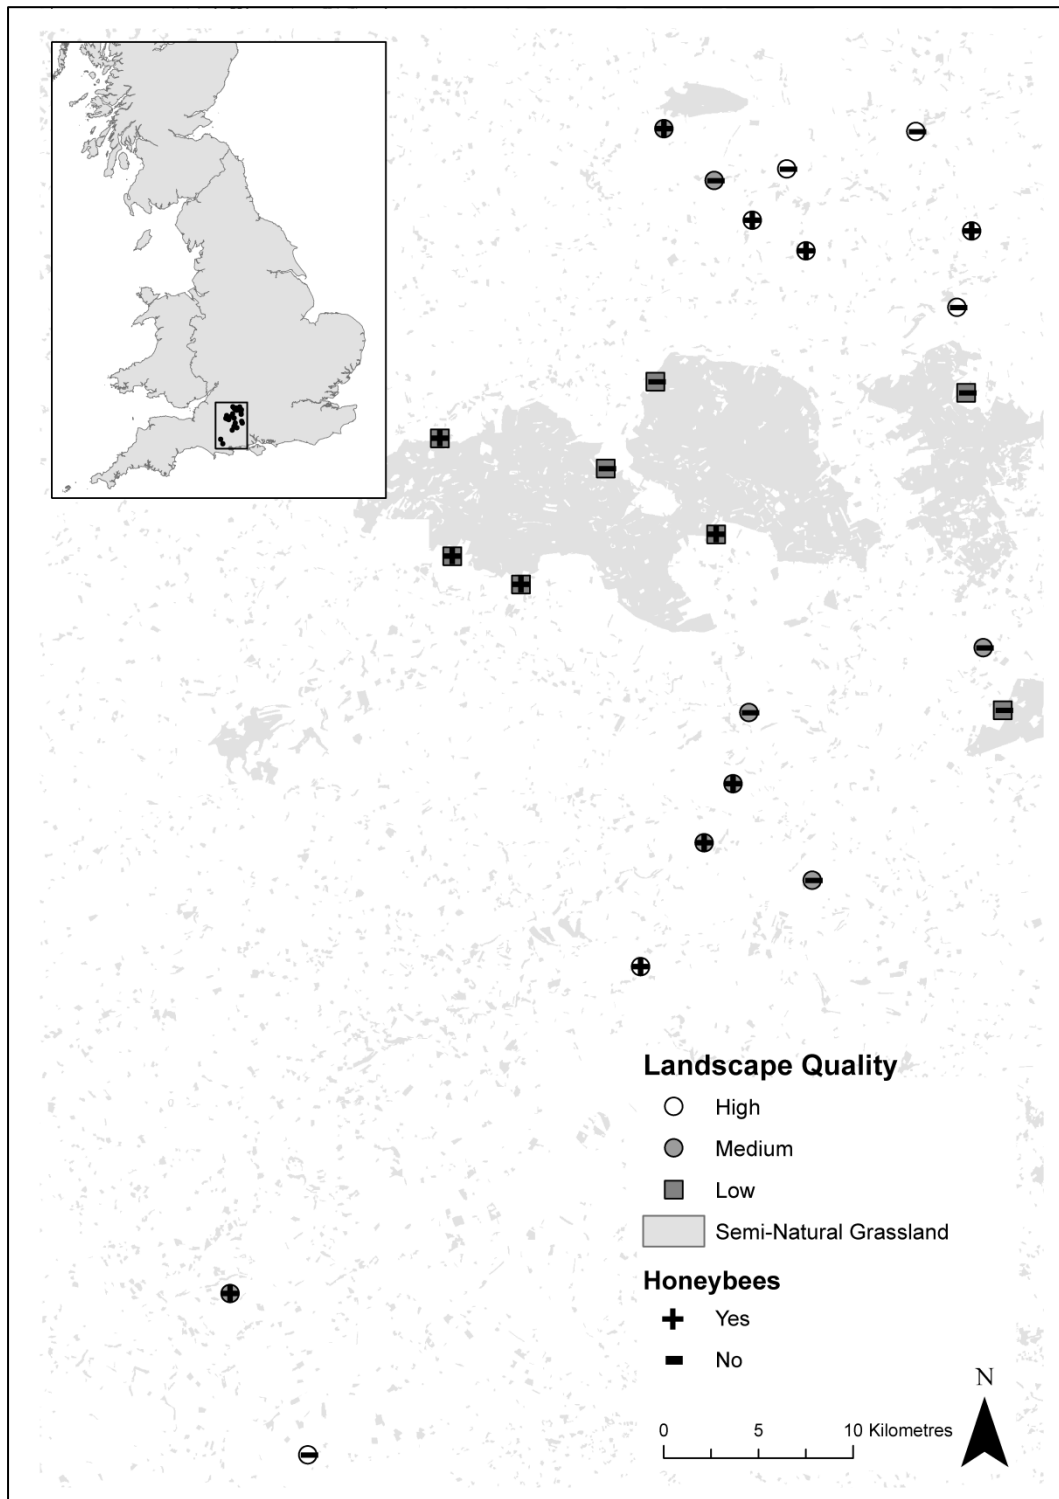 Landscape Quality
High
Medium
Low
Semi-Natural Grassland
Honeybees
Yes
No
N
0 5 10 Kilometres